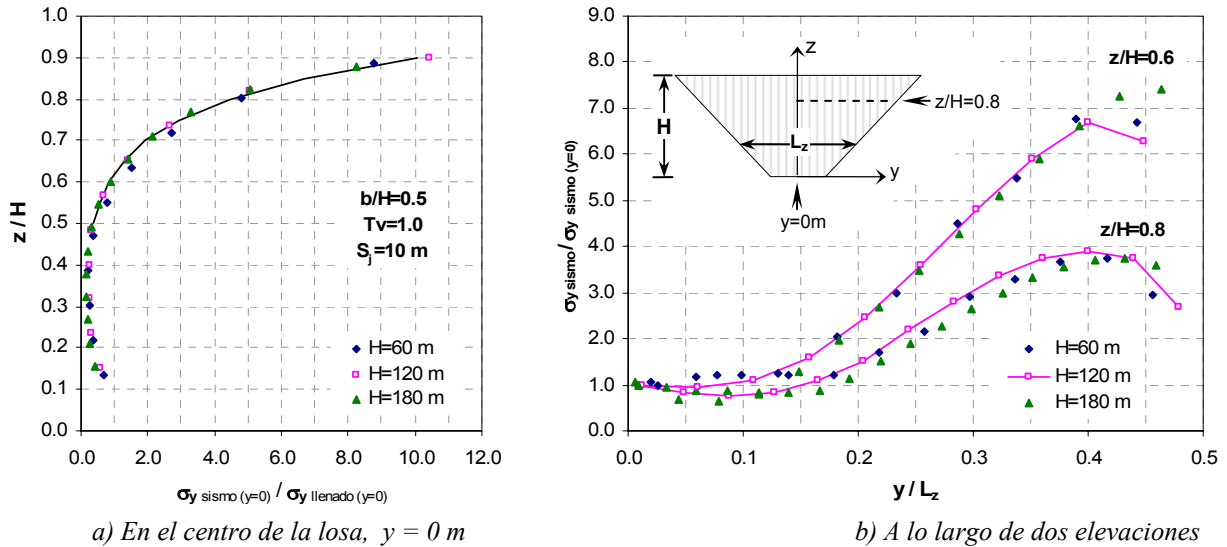 1.0
0.9
0.8
0.7
0.6
0.5
0.4
0.3
0.2
0.1
0.0
z / H
b/H=0.5
Tv=1.0
Sj=10 m
H=60 m
H=120 m
H=180 m
0.0 2.0 4.0 6.0 8.0 10.0 12.0
σy sismo (y=0) / σy llenado (y=0)
a) En el centro de la losa, y = 0 m
9.0
8.0
7.0
6.0
5.0
4.0
3.0
2.0
1.0
0.0
σy sismo/σy sismo (y=0)
z
H
Lz
y
y=0m
z/H=0.8
z/H=0.6
z/H=0.8
H=60 m
H=120 m
H=180 m
0.0 0.1 0.2 0.3 0.4 0.5
y / Lz
b) A lo largo de dos elevaciones